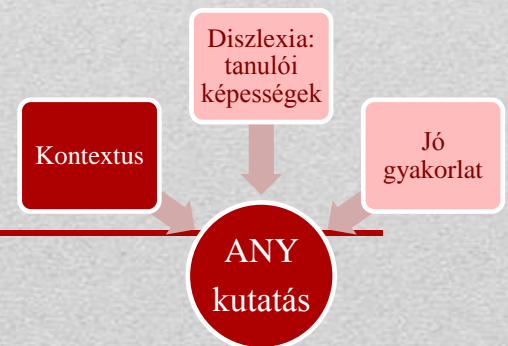 Diszlexia:
tanulói
képességek
Kontextus
Jó
gyakorlat
ANY
kutatás